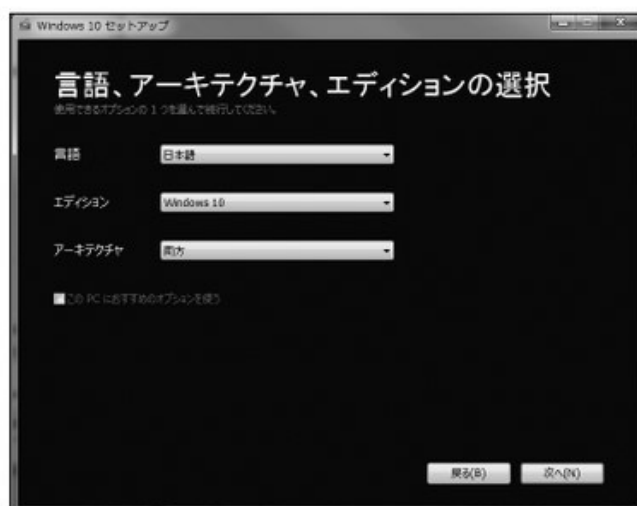 Windows 10 セットアップ
言語、アーキテクチャ、エディションの選択
使用できるオプションの 1 つを選んで続行してください。
言語 日本語
エディション Windows 10
アーキテクチャ 両方
この PC におすすめのオプションを使う
戻る(B) 次へ(N)